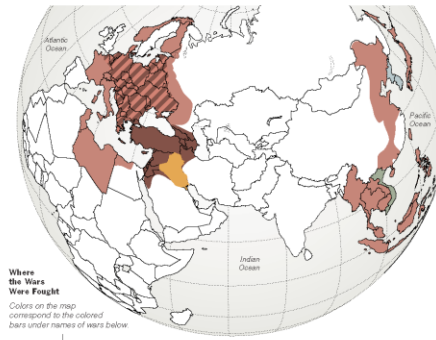 Atlantic
Ocean
Pacific
Ocean
Indian
Ocean
Where
the Wars
Were Fought
Colors on the map
correspond to the colored
bars under names of wars below